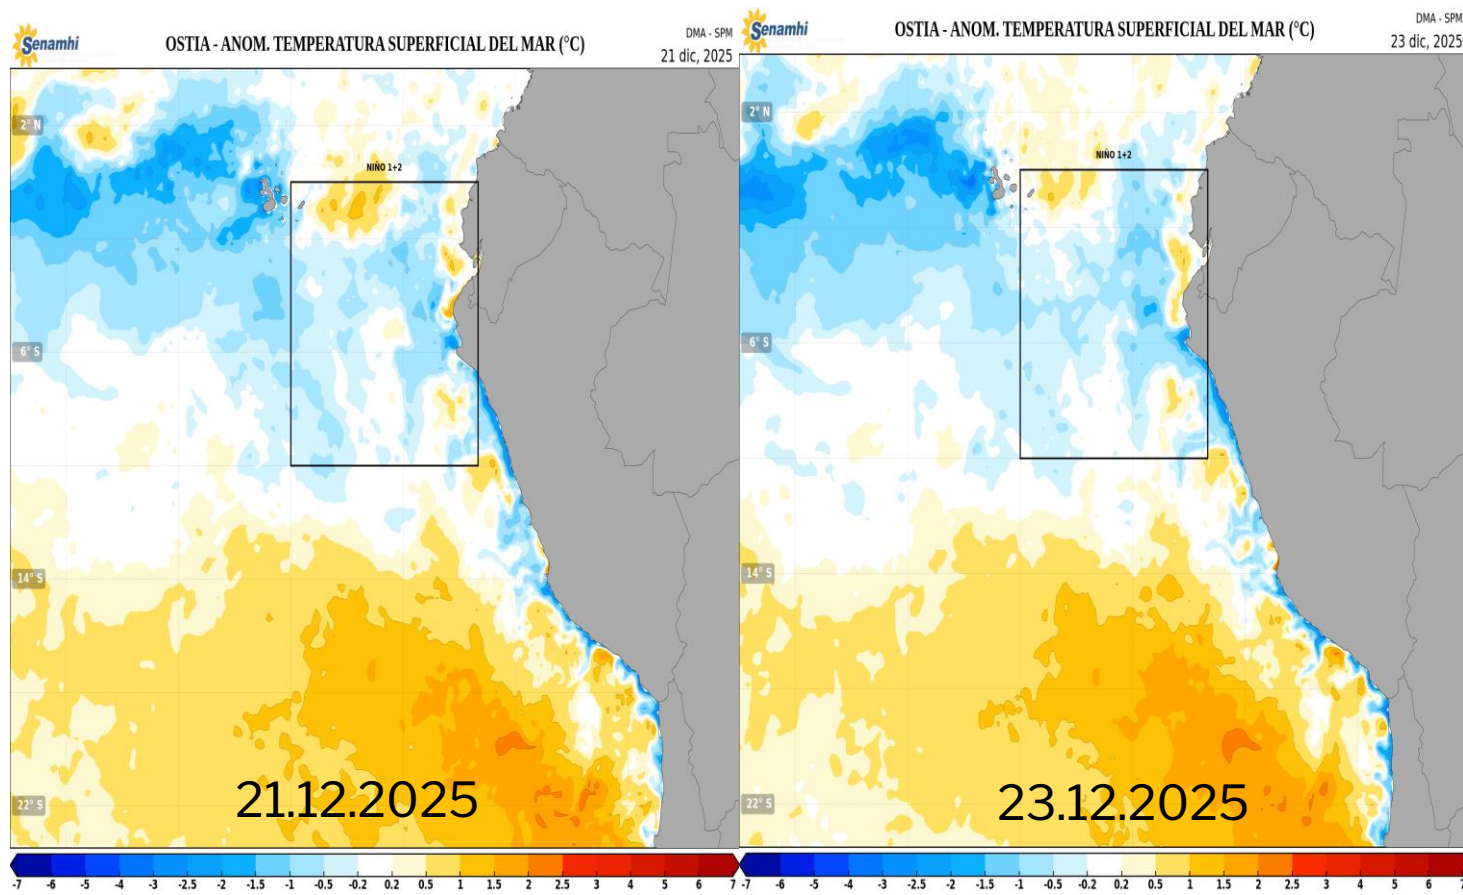 Senamhi
OSTIA - ANOM. TEMPERATURA SUPERFICIAL DEL MAR (°C)
DMA - SPM
21 dic, 2025
2° N
NIÑO 1+2
6° S
14° S
22° S
21.12.2025
-7 -6 -5 -4 -3 -2.5 -2 -1.5 -1 -0.5 -0.2 0.2 0.5 1 1.5 2 2.5 3 4 5 6 7
Senamhi
OSTIA - ANOM. TEMPERATURA SUPERFICIAL DEL MAR (°C)
DMA - SPM
23 dic, 2025
2° N
NIÑO 1+2
6° S
14° S
22° S
23.12.2025
-7 -6 -5 -4 -3 -2.5 -2 -1.5 -1 -0.5 -0.2 0.2 0.5 1 1.5 2 2.5 3 4 5 6 7